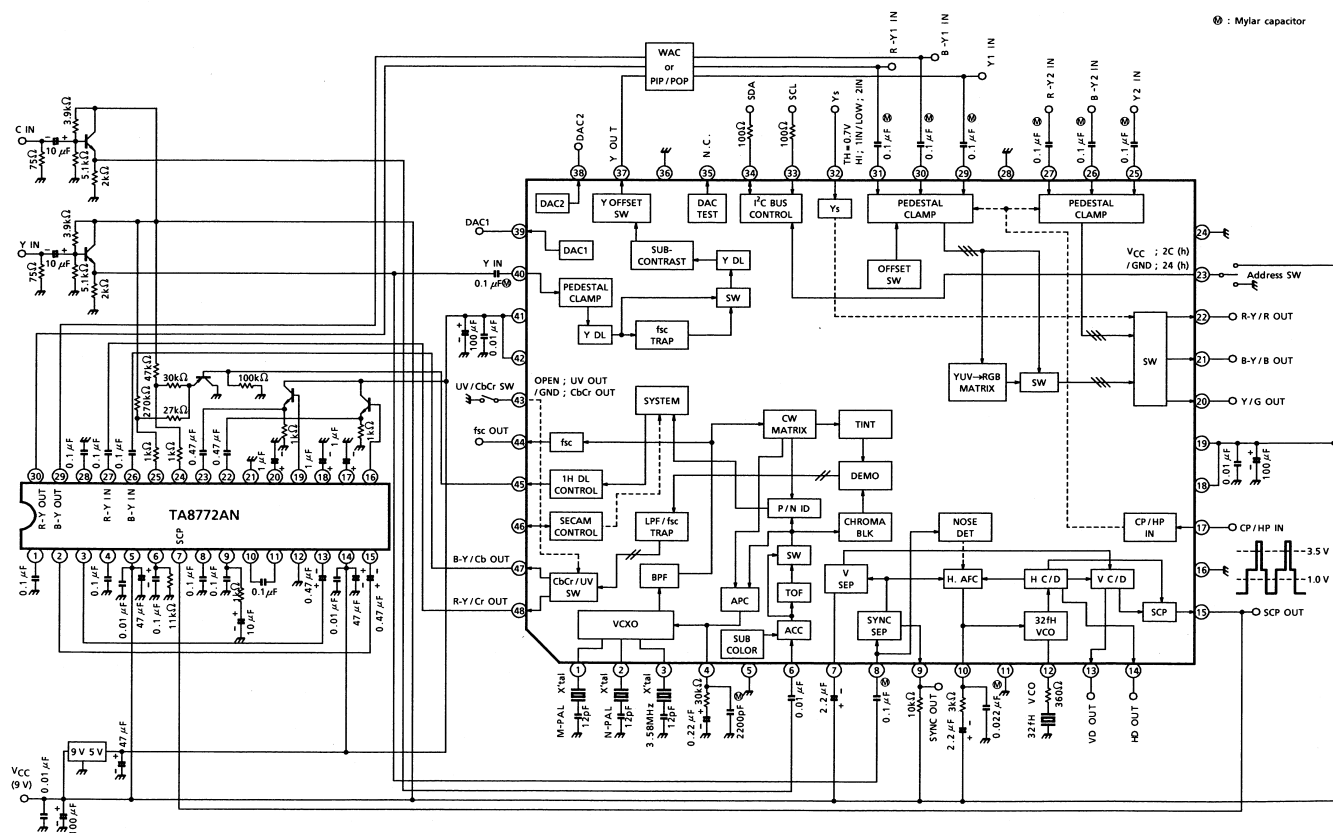 Ⓜ : Mylar capacitor
WAC
or
PIP / POP
R -Y1 IN
B -Y1 IN
Y1 IN
R -Y2 IN
B -Y2 IN
Y2 IN
DAC2
Y OUT
N.C.
SDA
SCL
Ys
TH = 0.7V
HI ; 1IN / LOW ; 2IN
100Ω
100Ω
0.1 μF Ⓜ
0.1 μF Ⓜ
0.1 μF Ⓜ
0.1 μF Ⓜ
0.1 μF Ⓜ
0.1 μF Ⓜ
38
37
36
35
34
33
32
31
30
29
28
27
26
25
C IN
75Ω
10 μF
3.9kΩ
5.1kΩ
2kΩ
Y IN
75Ω
10 μF
3.9kΩ
5.1kΩ
2kΩ
DAC2
Y OFFSET
SW
DAC
TEST
I2C BUS
CONTROL
Ys
PEDESTAL
CLAMP
PEDESTAL
CLAMP
DAC1
39
DAC1
SUB-
CONTRAST
Y DL
OFFSET
SW
24
VCC ; 2C (h)
/GND ; 24 (h)
23
Address SW
Y IN
40
0.1 μFⓂ
PEDESTAL
CLAMP
SW
Y DL
fsc
TRAP
41
42
100 μF
0.01 μF
22
R-Y/R OUT
21
B-Y/B OUT
20
Y/G OUT
SW
YUV→RGB
MATRIX
SW
UV/CbCr SW
43
OPEN ; UV OUT
/GND ; CbCr OUT
SYSTEM
CW
MATRIX
TINT
fsc OUT
44
fsc
19
18
0.01 μF
100 μF
45
1H DL
CONTROL
DEMO
46
SECAM
CONTROL
LPF / fsc
TRAP
P/N ID
CHROMA
BLK
NOSE
DET
CP/HP
IN
17
CP/HP IN
3.5 V
1.0 V
B-Y/Cb OUT
47
CbCr/UV
SW
BPF
SW
V
SEP
H. AFC
H C/D
V C/D
16
R-Y/Cr OUT
48
APC
TOF
SCP
15
SCP OUT
VCXO
SUB
COLOR
ACC
SYNC
SEP
32fH
VCO
1
2
3
4
5
6
7
8
9
10
11
12
13
14
M-PAL X'tal
12pF
N-PAL X'tal
12pF
3.58MHz X'tal
12pF
0.22 μF
30kΩ
2200pF Ⓜ
0.01 μF
2.2 μF
0.1 μF Ⓜ
10kΩ
SYNC OUT
2.2 μF
3kΩ
0.022 μF Ⓜ
32fH VCO
360Ω
VD OUT
HD OUT
270kΩ
47kΩ
30kΩ
27kΩ
100kΩ
1kΩ
1kΩ
0.1 μF
0.1 μF
0.1 μF
1kΩ
1kΩ
0.47 μF
0.47 μF
1 μF
1 μF
1 μF
30
29
28
27
26
25
24
23
22
21
20
19
18
17
16
R-Y OUT
B-Y OUT
R-Y IN
B-Y IN
SCP
TA8772AN
1
2
3
4
5
6
7
8
9
10
11
12
13
14
15
0.1 μF
0.1 μF
0.01 μF
47 μF
0.1 μF
11kΩ
0.1 μF
0.1 μF
1kΩ
10 μF
0.1 μF
0.47 μF
0.01 μF
47 μF
0.47 μF
VCC
(9 V)
0.01 μF
100 μF
9 V 5 V
47 μF